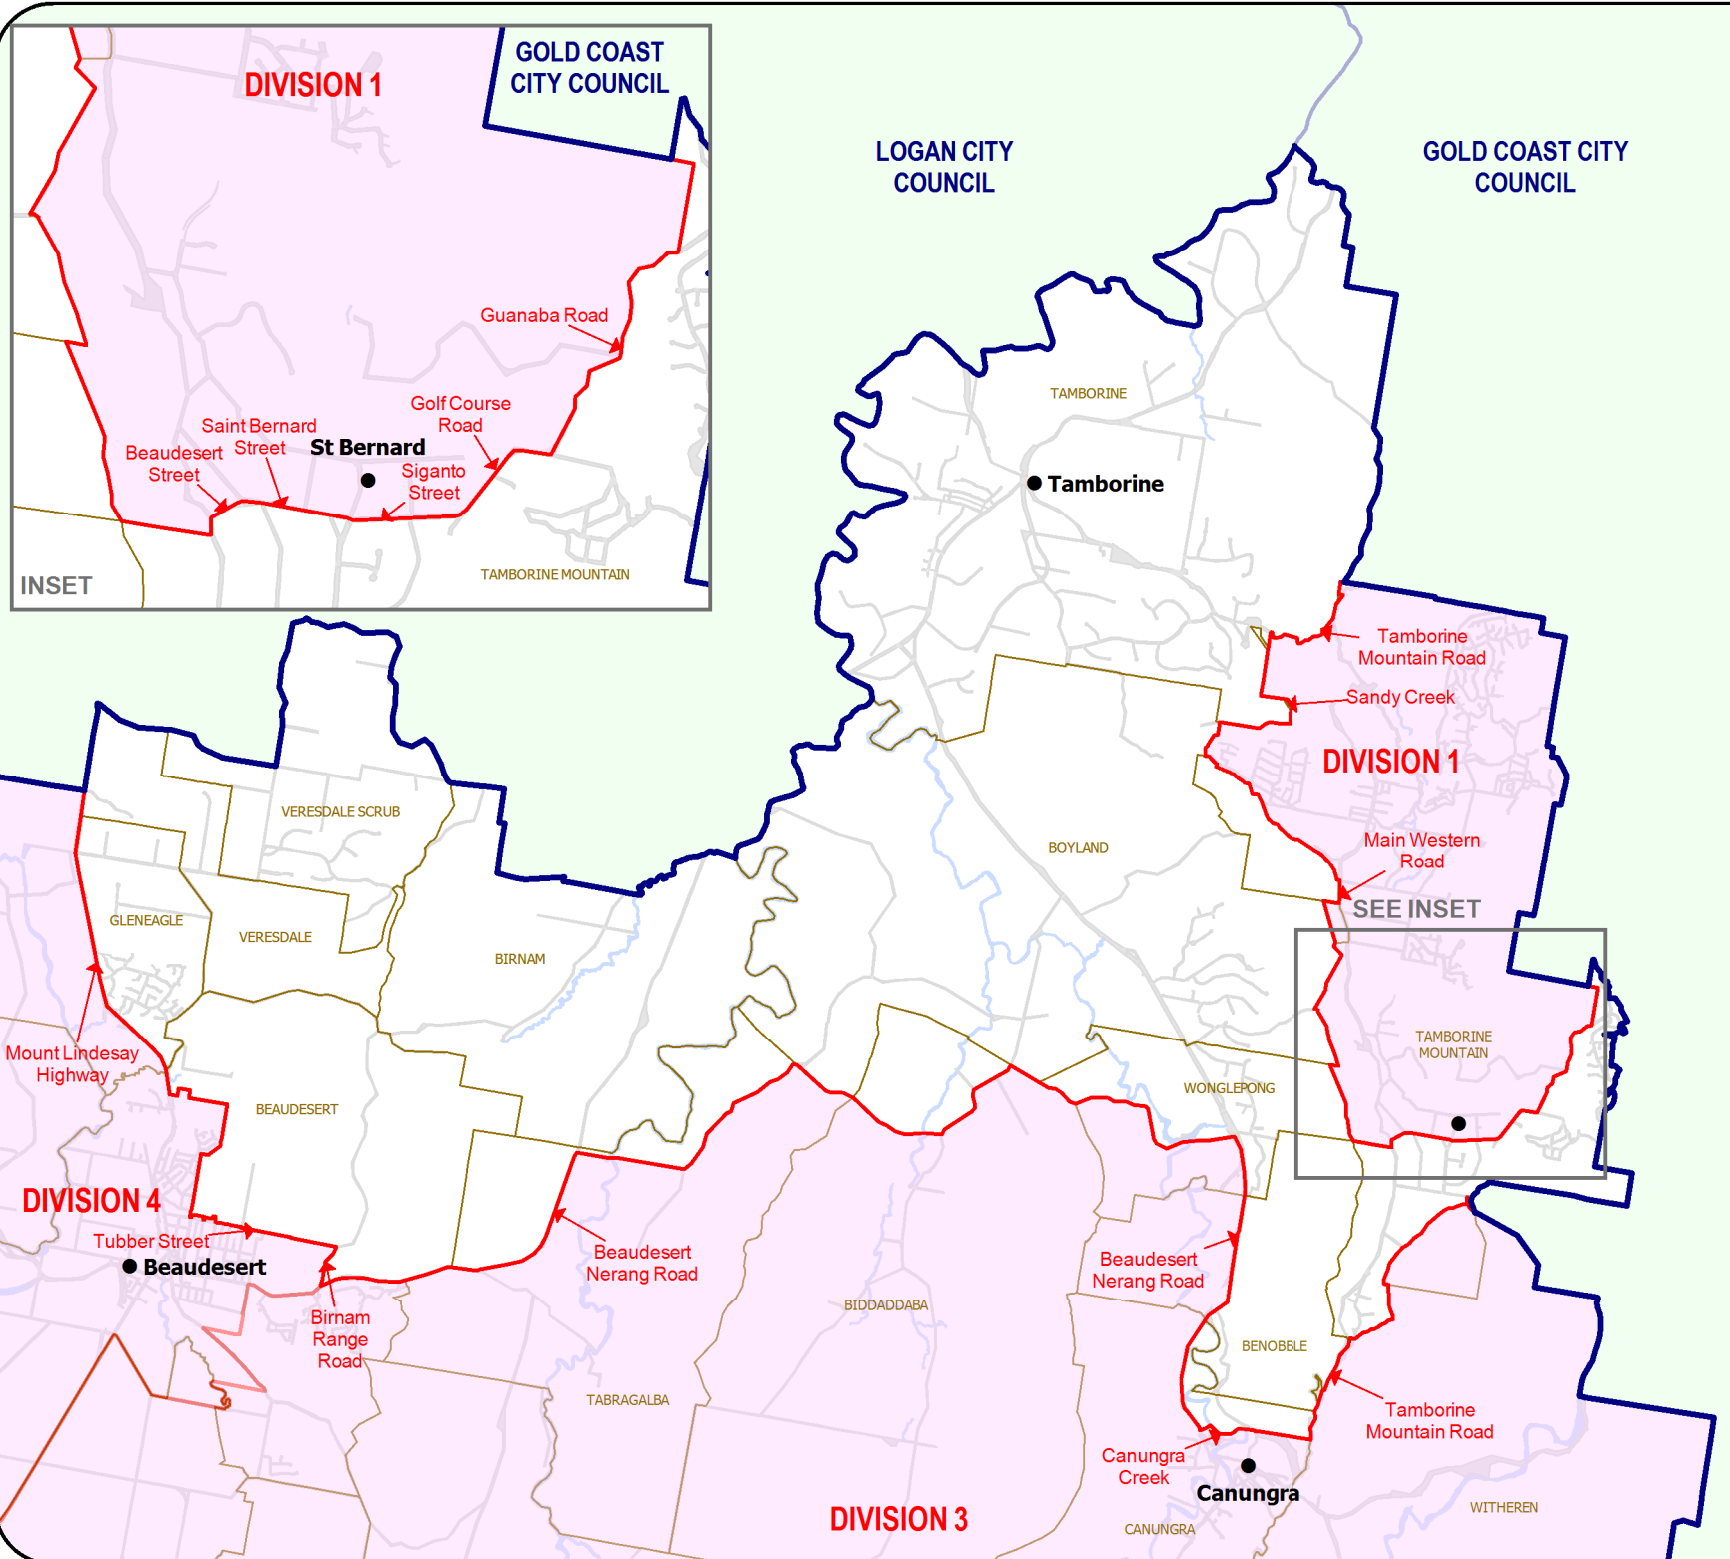 GOLD COAST
CITY COUNCIL
DIVISION 1
Guanaba Road
Golf Course
Road
Saint Bernard
Street
St Bernard
Beaudesert
Street
Siganto
Street
TAMBORINE MOUNTAIN
INSET
LOGAN CITY
COUNCIL
GOLD COAST CITY
COUNCIL
TAMBORINE
Tamborine
Tamborine
Mountain Road
Sandy Creek
DIVISION 1
VERESDALE SCRUB
BOYLAND
Main Western
Road
SEE INSET
GLENEAGLE
VERESDALE
BIRNAM
TAMBORINE
MOUNTAIN
Mount Lindesay
Highway
WONGLEPONG
BEAUDESERT
DIVISION 4
Tubber Street
Beaudesert
Beaudesert
Nerang Road
Beaudesert
Nerang Road
BIDDADDABA
Birnam
Range
Road
BENOBBLE
TABRAGALBA
Tamborine
Mountain Road
Canungra
Creek
Canungra
DIVISION 3
CANUNGRA
WITHEREN